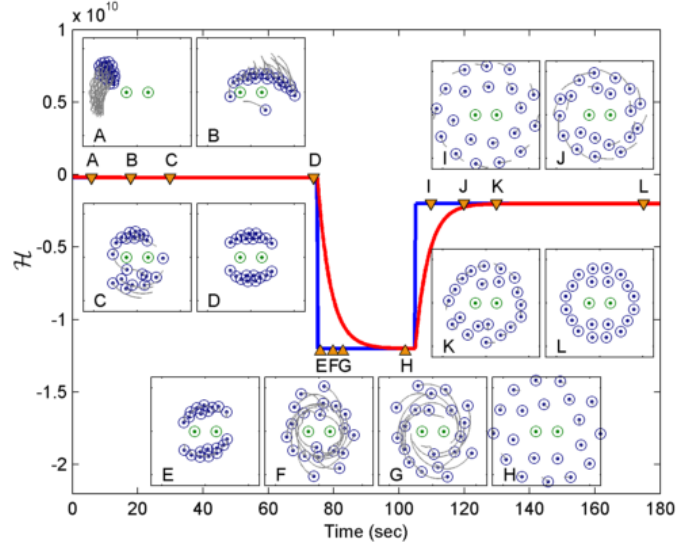 x 10^10
1
0.5
0
-0.5
-1
-1.5
-2
ℋ
A
B
I
J
A B C D
I J K L
C
D
K
L
E F G H
E
F
G
H
0 20 40 60 80 100 120 140 160 180
Time (sec)